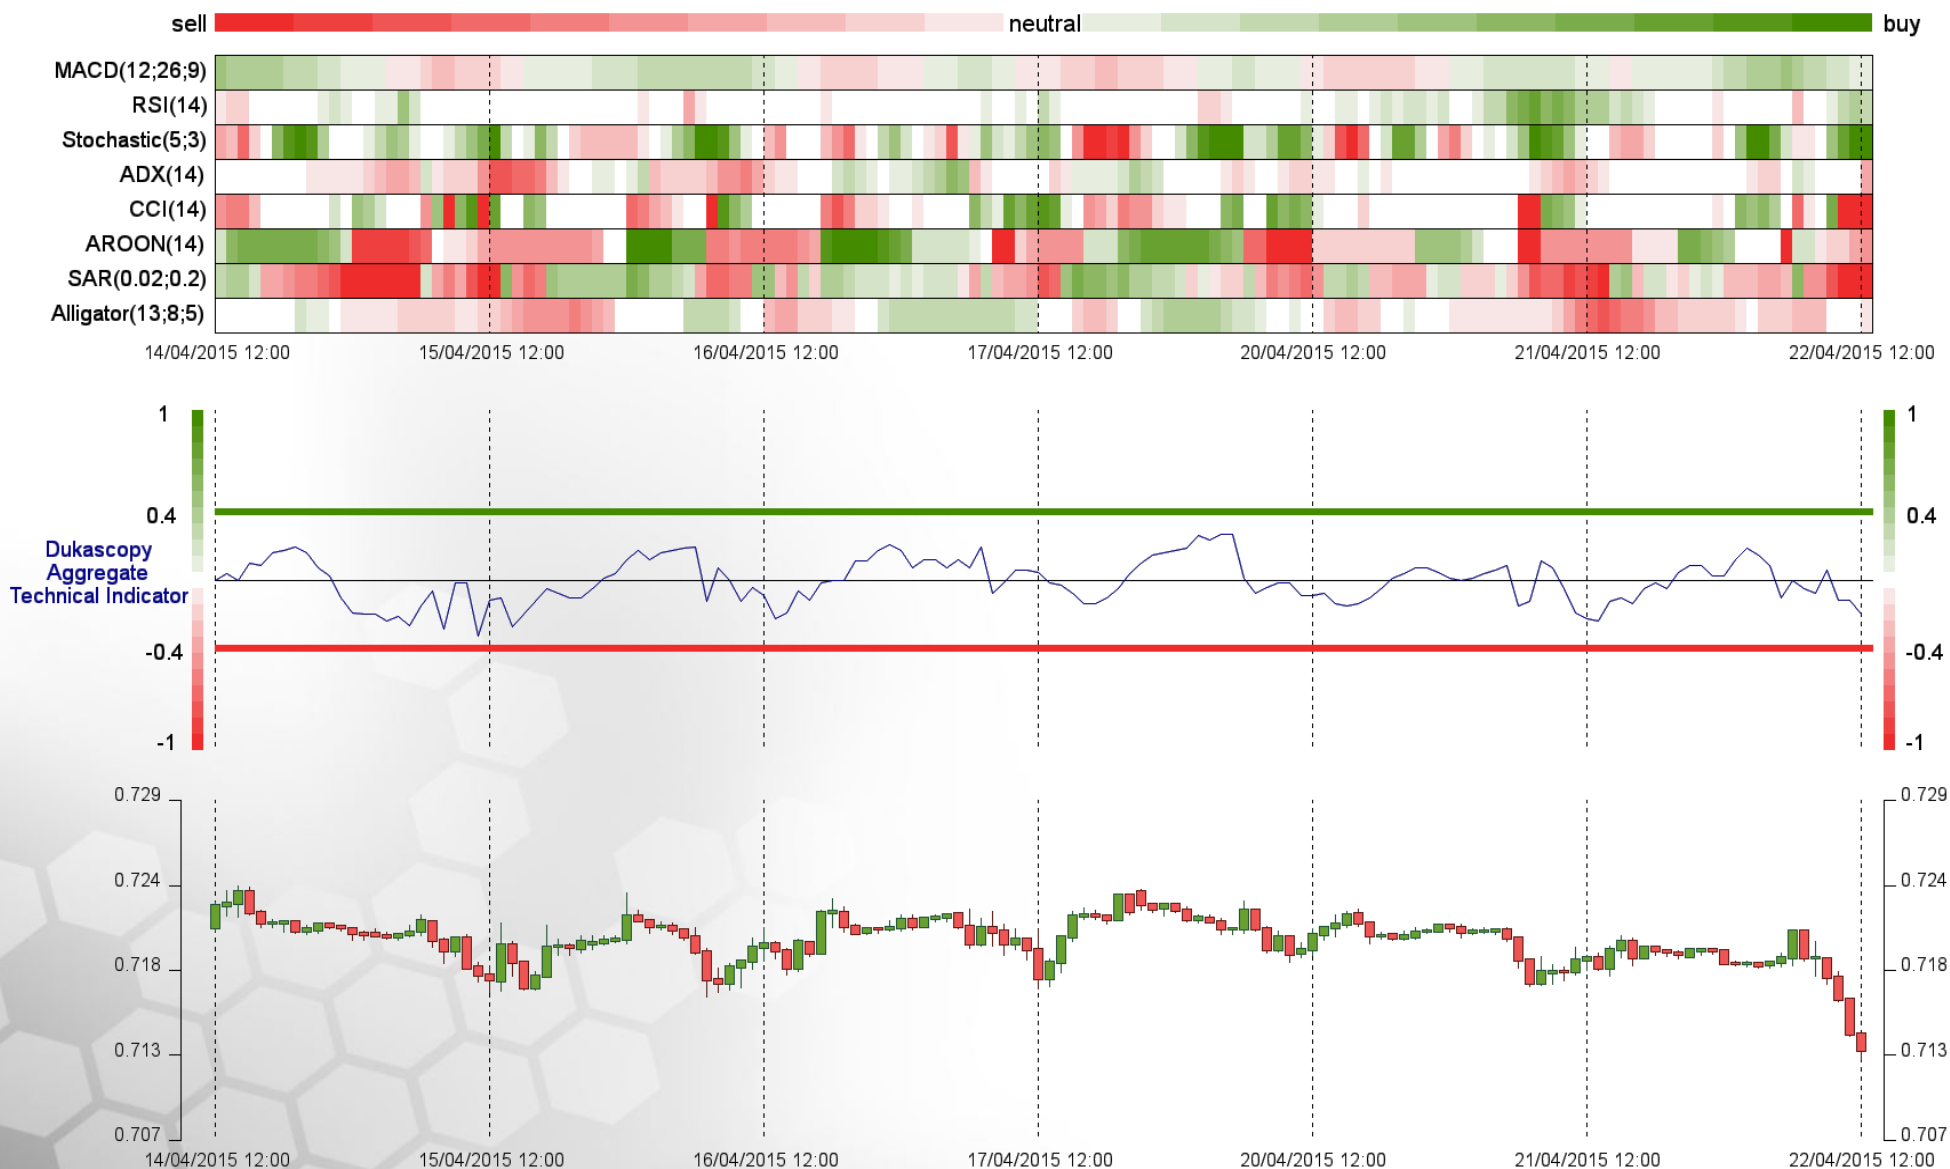 sell neutral buy
MACD(12;26;9)
RSI(14)
Stochastic(5;3)
ADX(14)
CCI(14)
AROON(14)
SAR(0.02;0.2)
Alligator(13;8;5)
14/04/2015 12:00 15/04/2015 12:00 16/04/2015 12:00 17/04/2015 12:00 20/04/2015 12:00 21/04/2015 12:00 22/04/2015 12:00
1 1
0.4 0.4
Dukascopy
Aggregate
Technical Indicator
-0.4 -0.4
-1 -1
0.729 0.729
0.724 0.724
0.718 0.718
0.713 0.713
0.707 0.707
14/04/2015 12:00 15/04/2015 12:00 16/04/2015 12:00 17/04/2015 12:00 20/04/2015 12:00 21/04/2015 12:00 22/04/2015 12:00